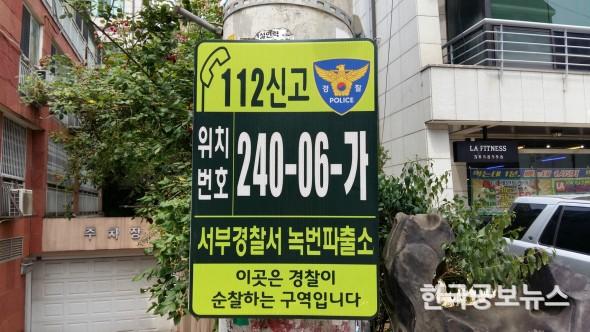 112신고
경찰
POLICE
위치
번호
240-06-가
서부경찰서 녹번파출소
이곳은 경찰이
순찰하는 구역입니다
주차장
LA FITNESS
한국공보뉴스